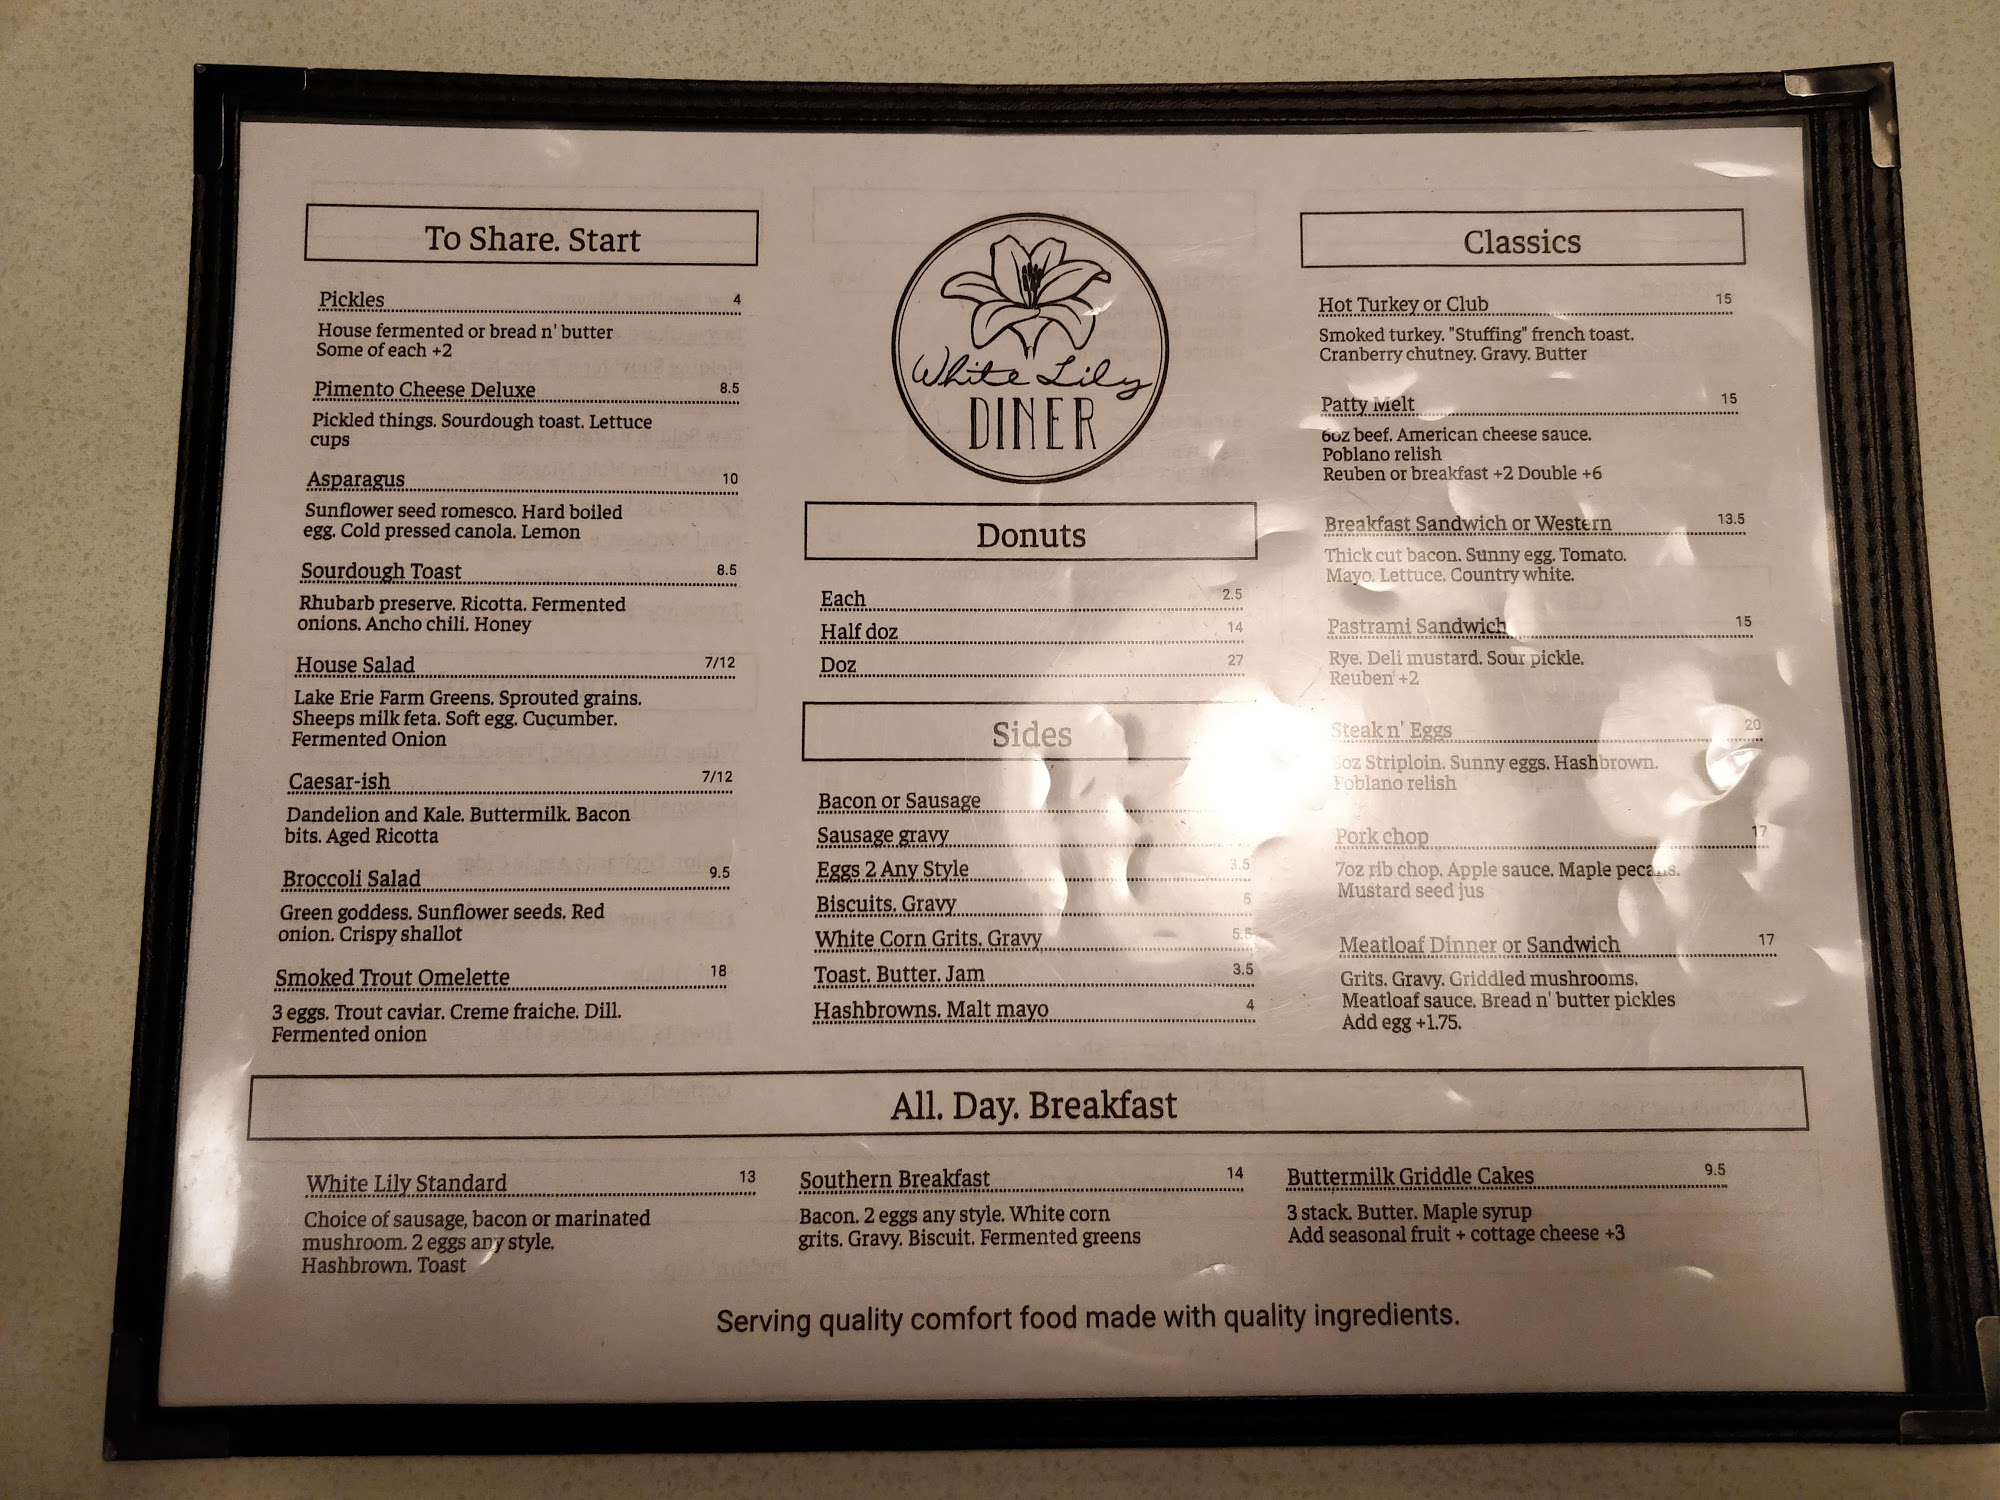 To Share. Start
Pickles 4
House fermented or bread n' butter
Some of each +2
Pimento Cheese Deluxe 8.5
Pickled things. Sourdough toast. Lettuce
cups
Asparagus 10
Sunflower seed romesco. Hard boiled
egg. Cold pressed canola. Lemon
Sourdough Toast 8.5
Rhubarb preserve. Ricotta. Fermented
onions. Ancho chili. Honey
House Salad 7/12
Lake Erie Farm Greens. Sprouted grains.
Sheeps milk feta. Soft egg. Cucumber.
Fermented Onion
Caesar-ish 7/12
Dandelion and Kale. Buttermilk. Bacon
bits. Aged Ricotta
Broccoli Salad 9.5
Green goddess. Sunflower seeds. Red
onion. Crispy shallot
Smoked Trout Omelette 18
3 eggs. Trout caviar. Creme fraiche. Dill.
Fermented onion
White Lily
DINER
Donuts
Each 2.5
Half doz 14
Doz 27
Sides
Bacon or Sausage
Sausage gravy
Eggs 2 Any Style 3.5
Biscuits. Gravy 5
White Corn Grits. Gravy 5.5
Toast. Butter. Jam 3.5
Hashbrowns. Malt mayo 4
Classics
Hot Turkey or Club 15
Smoked turkey. "Stuffing" french toast.
Cranberry chutney. Gravy. Butter
Patty Melt 15
6oz beef. American cheese sauce.
Poblano relish
Reuben or breakfast +2 Double +6
Breakfast Sandwich or Western 13.5
Thick cut bacon. Sunny egg. Tomato.
Mayo. Lettuce. Country white.
Pastrami Sandwich 15
Rye. Deli mustard. Sour pickle.
Reuben +2
Steak n' Eggs 20
Striploin. Sunny eggs. Hashbrown.
Poblano relish
Pork chop 17
7oz rib chop. Apple sauce. Maple pecans.
Mustard seed jus
Meatloaf Dinner or Sandwich 17
Grits. Gravy. Griddled mushrooms.
Meatloaf sauce. Bread n' butter pickles
Add egg +1.75.
All. Day. Breakfast
White Lily Standard 13
Choice of sausage, bacon or marinated
mushroom. 2 eggs any style.
Hashbrown. Toast
Southern Breakfast 14
Bacon. 2 eggs any style. White corn
grits. Gravy. Biscuit. Fermented greens
Buttermilk Griddle Cakes 9.5
3 stack. Butter. Maple syrup
Add seasonal fruit + cottage cheese +3
Serving quality comfort food made with quality ingredients.